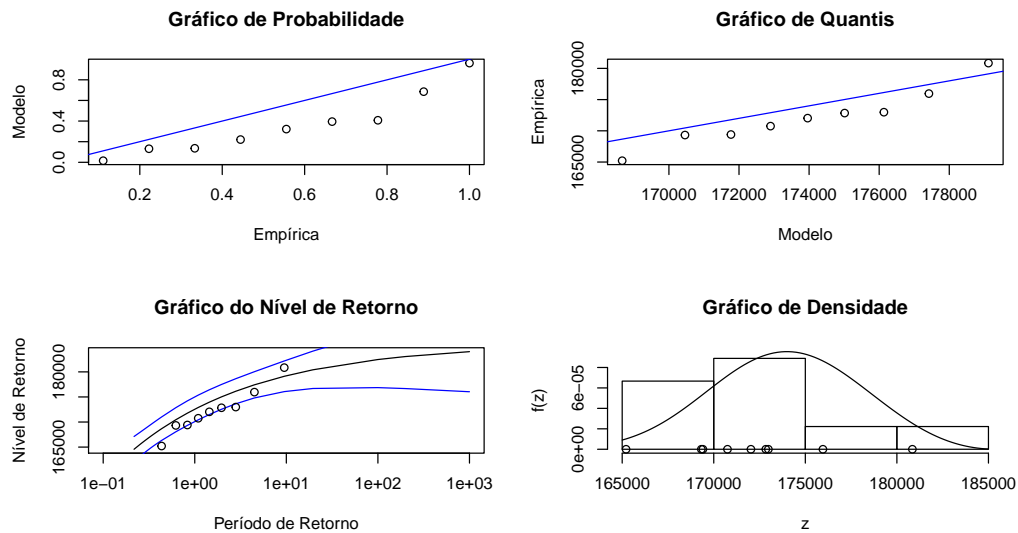 Gráfico de Probabilidade
Modelo
0.0 0.4 0.8
0.2 0.4 0.6 0.8 1.0
Empírica
Gráfico de Quantis
Empírica
165000 180000
170000 172000 174000 176000 178000
Modelo
Gráfico do Nível de Retorno
Nível de Retorno
165000 180000
1e−01 1e+00 1e+01 1e+02 1e+03
Período de Retorno
Gráfico de Densidade
f(z)
0e+00 6e−05
165000 170000 175000 180000 185000
z